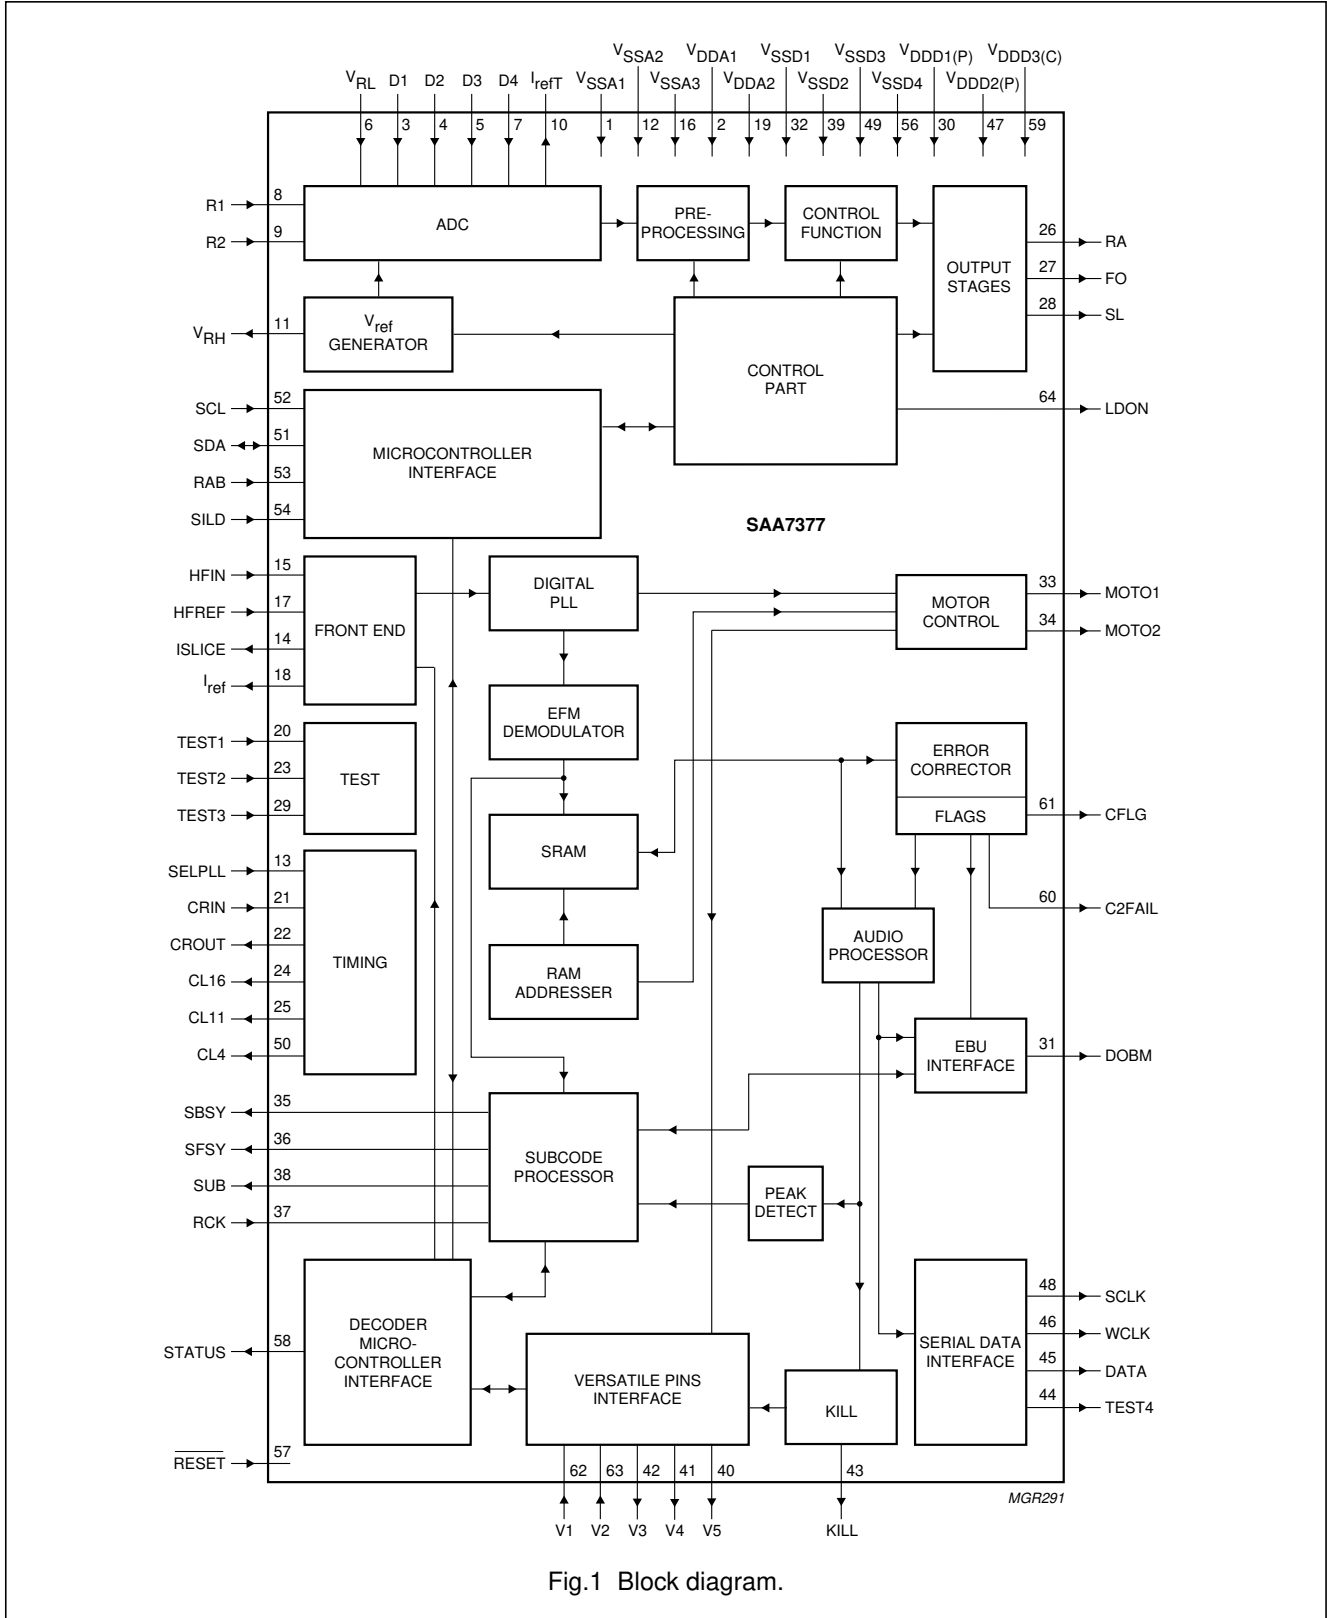 VSSA2 VDDA1 VSSD1 VSSD3 VDDD1(P) VDDD3(C)
VRL D1 D2 D3 D4 IrefT VSSA1 VSSA3 VDDA2 VSSD2 VSSD4 VDDD2(P)
6 3 4 5 7 10 1 12 16 2 19 32 39 49 56 30 47 59
R1 8
R2 9
ADC
PRE-
PROCESSING
CONTROL
FUNCTION
OUTPUT
STAGES
26 RA
27 FO
28 SL
VRH 11
Vref
GENERATOR
CONTROL
PART
64 LDON
SCL 52
SDA 51
RAB 53
SILD 54
MICROCONTROLLER
INTERFACE
SAA7377
HFIN 15
HFREF 17
ISLICE 14
Iref 18
FRONT END
DIGITAL
PLL
MOTOR
CONTROL
33 MOTO1
34 MOTO2
EFM
DEMODULATOR
TEST1 20
TEST2 23
TEST3 29
TEST
ERROR
CORRECTOR
FLAGS
61 CFLG
60 C2FAIL
SRAM
SELPLL 13
CRIN 21
CROUT 22
CL16 24
CL11 25
CL4 50
TIMING
RAM
ADDRESSER
AUDIO
PROCESSOR
EBU
INTERFACE
31 DOBM
SBSY 35
SFSY 36
SUB 38
RCK 37
SUBCODE
PROCESSOR
PEAK
DETECT
DECODER
MICRO-
CONTROLLER
INTERFACE
STATUS 58
RESET 57
VERSATILE PINS
INTERFACE
KILL
SERIAL DATA
INTERFACE
48 SCLK
46 WCLK
45 DATA
44 TEST4
62 63 42 41 40 43
V1 V2 V3 V4 V5 KILL
MGR291
Fig.1 Block diagram.